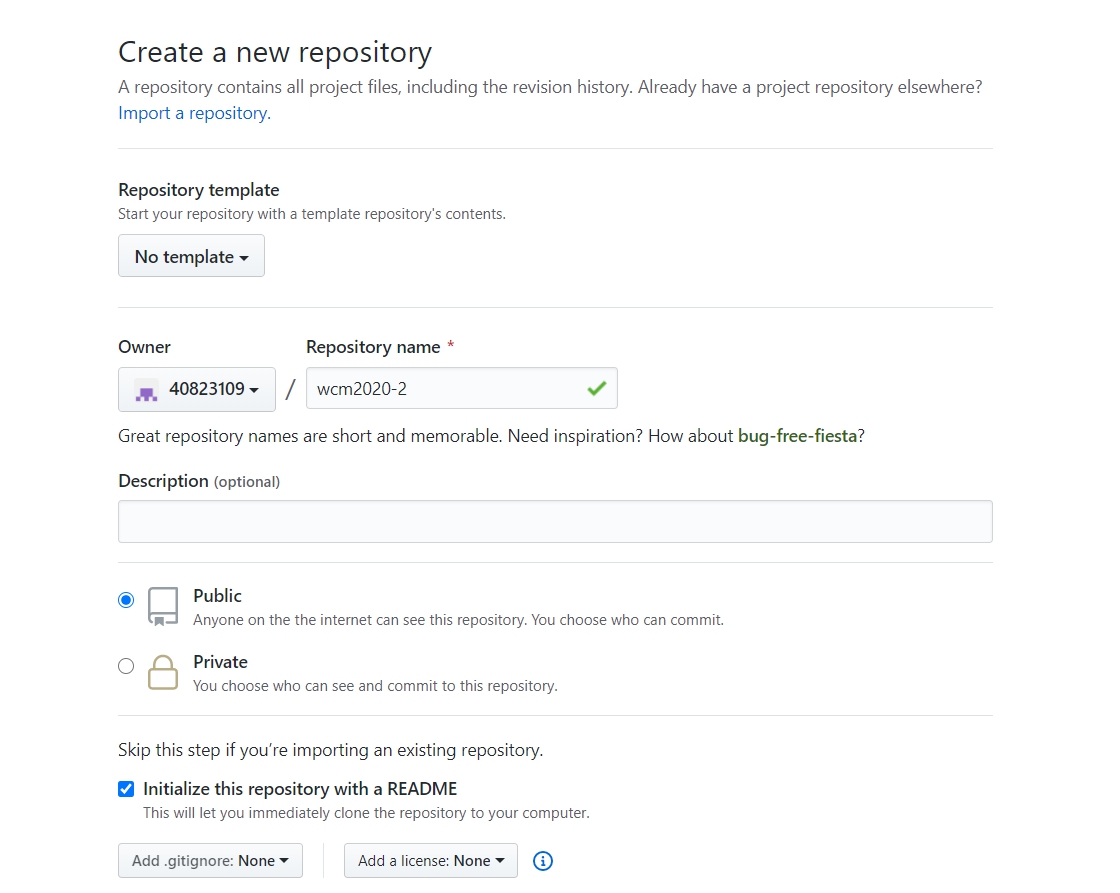 Create a new repository
A repository contains all project files, including the revision history. Already have a project repository elsewhere?
Import a repository.
Repository template
Start your repository with a template repository's contents.
No template
Owner
Repository name *
40823109
/
wcm2020-2
Great repository names are short and memorable. Need inspiration? How about bug-free-fiesta?
Description (optional)
Public
Anyone on the the internet can see this repository. You choose who can commit.
Private
You choose who can see and commit to this repository.
Skip this step if you’re importing an existing repository.
Initialize this repository with a README
This will let you immediately clone the repository to your computer.
Add .gitignore: None
Add a license: None